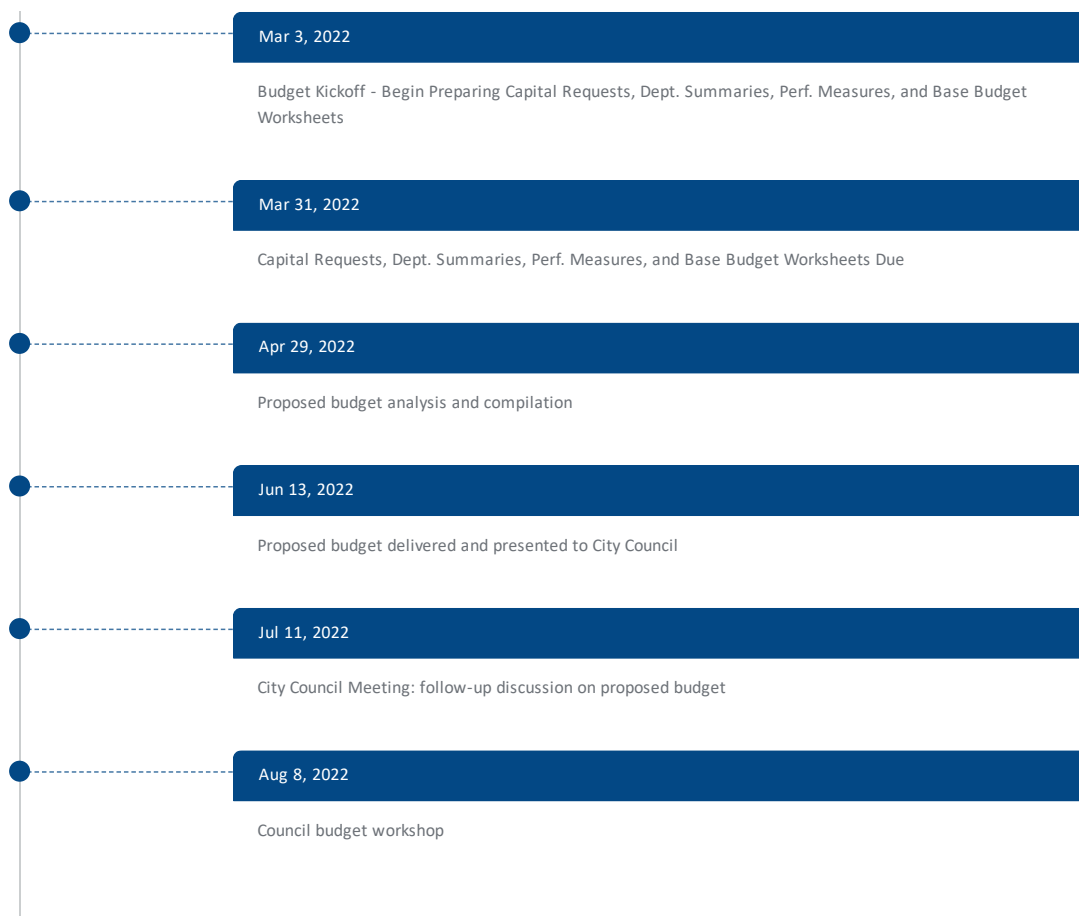 Mar 3, 2022
Budget Kickoff - Begin Preparing Capital Requests, Dept. Summaries, Perf. Measures, and Base Budget
Worksheets
Mar 31, 2022
Capital Requests, Dept. Summaries, Perf. Measures, and Base Budget Worksheets Due
Apr 29, 2022
Proposed budget analysis and compilation
Jun 13, 2022
Proposed budget delivered and presented to City Council
Jul 11, 2022
City Council Meeting: follow-up discussion on proposed budget
Aug 8, 2022
Council budget workshop